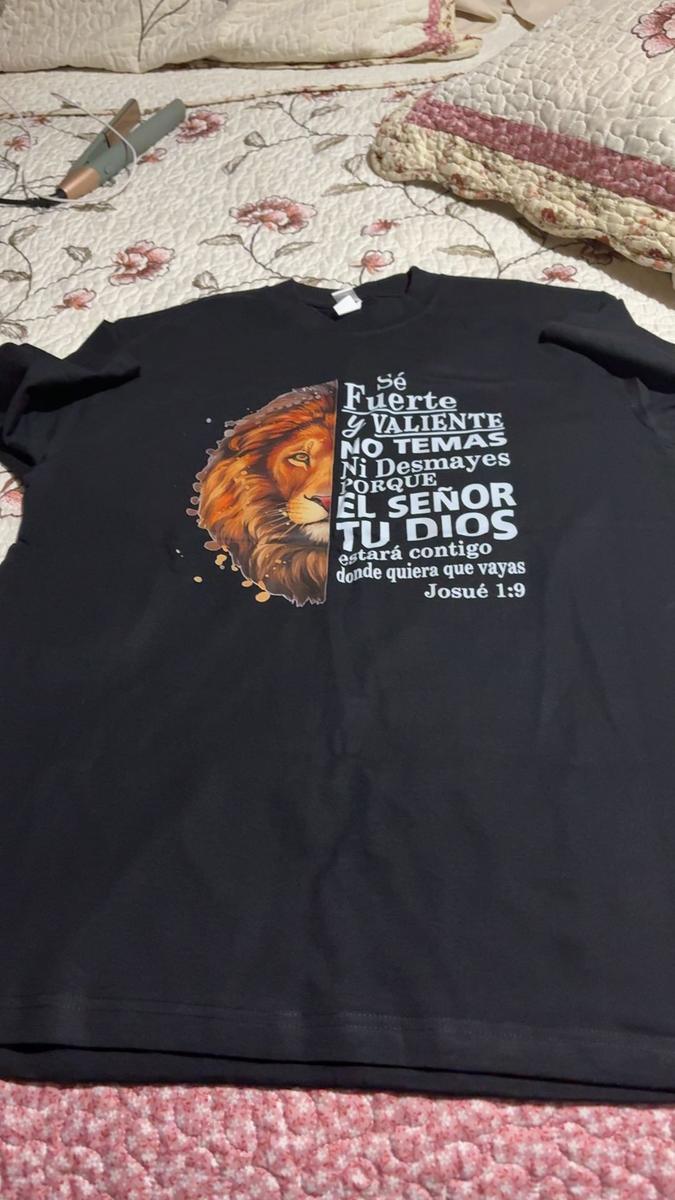 Sé
Fuerte
y VALIENTE
NO TEMAS
Ni Desmayes
PORQUE
EL SEÑOR
TU DIOS
estará contigo
donde quiera que vayas
Josué 1:9